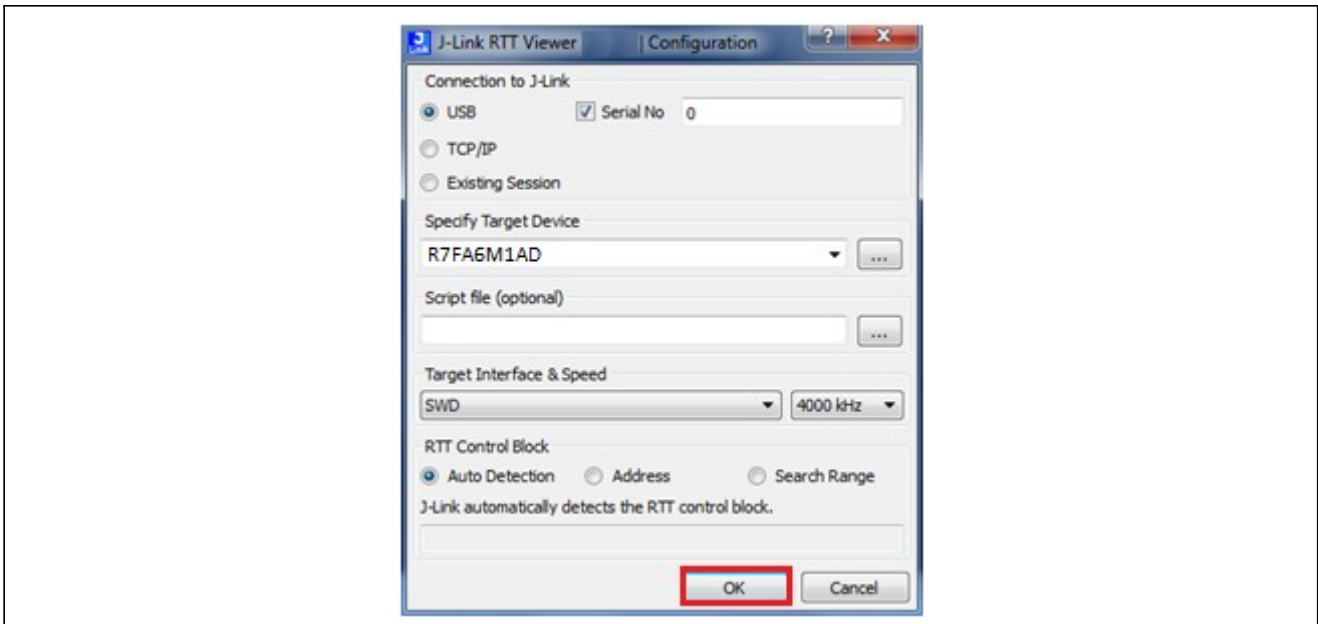 J-Link RTT Viewer | Configuration
Connection to J-Link
USB Serial No 0
TCP/IP
Existing Session
Specify Target Device
R7FA6M1AD ...
Script file (optional)
...
Target Interface & Speed
SWD 4000 kHz
RTT Control Block
Auto Detection Address Search Range
J-Link automatically detects the RTT control block.
OK Cancel